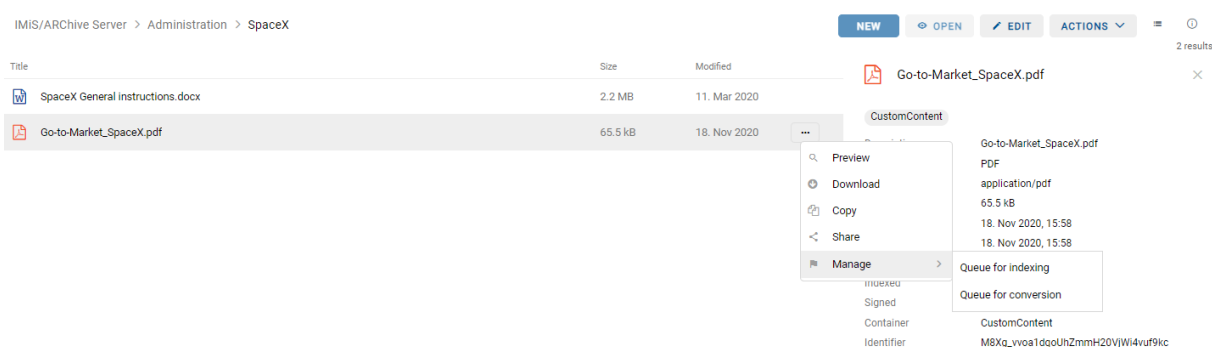 IMiS/ARChive Server > Administration > SpaceX
NEW
OPEN
EDIT
ACTIONS
2 results
Title
Size
Modified
SpaceX General instructions.docx
2.2 MB
11. Mar 2020
Go-to-Market_SpaceX.pdf
65.5 kB
18. Nov 2020
...
Preview
Download
Copy
Share
Manage >
Queue for indexing
Queue for conversion
Go-to-Market_SpaceX.pdf
CustomContent
Go-to-Market_SpaceX.pdf
PDF
application/pdf
65.5 kB
18. Nov 2020, 15:58
18. Nov 2020, 15:58
Indexed
Signed
Container
CustomContent
Identifier